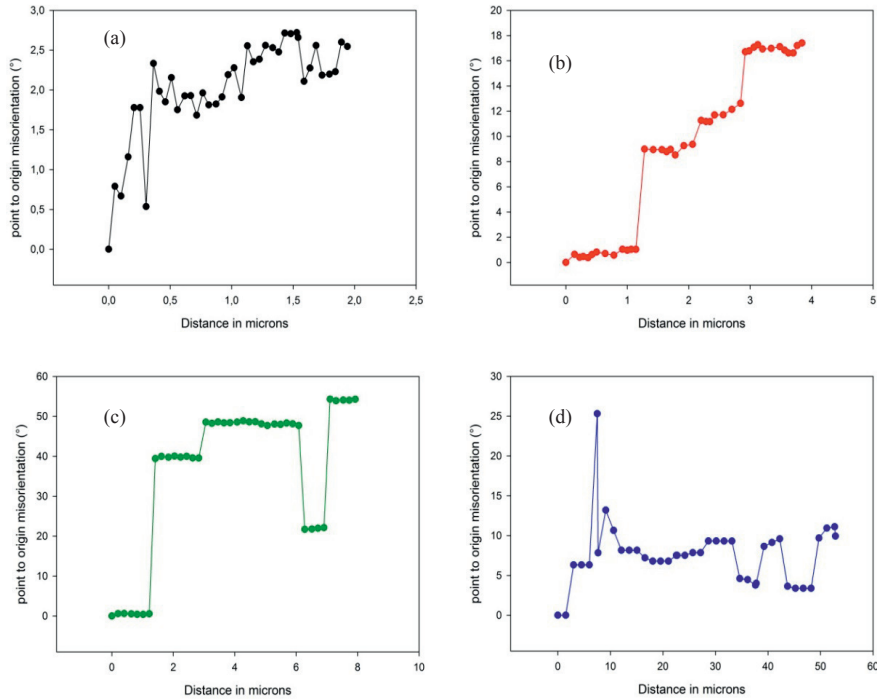 (a)
point to origin misorientation (°)
3,0
2,5
2,0
1,5
1,0
0,5
0,0
0,0 0,5 1,0 1,5 2,0 2,5
Distance in microns
(b)
point to origin misorientation (°)
20
18
16
14
12
10
8
6
4
2
0
0 1 2 3 4 5
Distance in microns
(c)
point to origin misorientation (°)
60
50
40
30
20
10
0
0 2 4 6 8 10
Distance in microns
(d)
point to origin misorientation (°)
30
25
20
15
10
5
0
0 10 20 30 40 50 60
Distance in microns